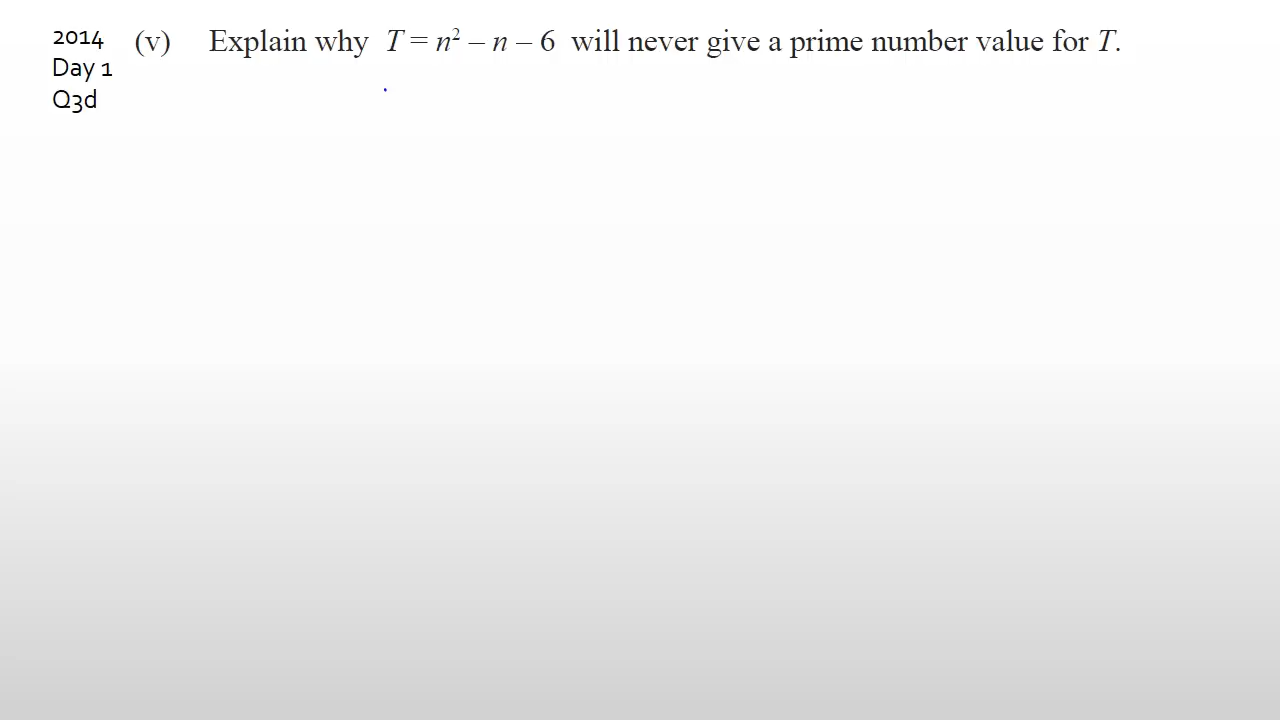 2014
Day 1
Q3d
(v) Explain why T = n² – n – 6 will never give a prime number value for T.